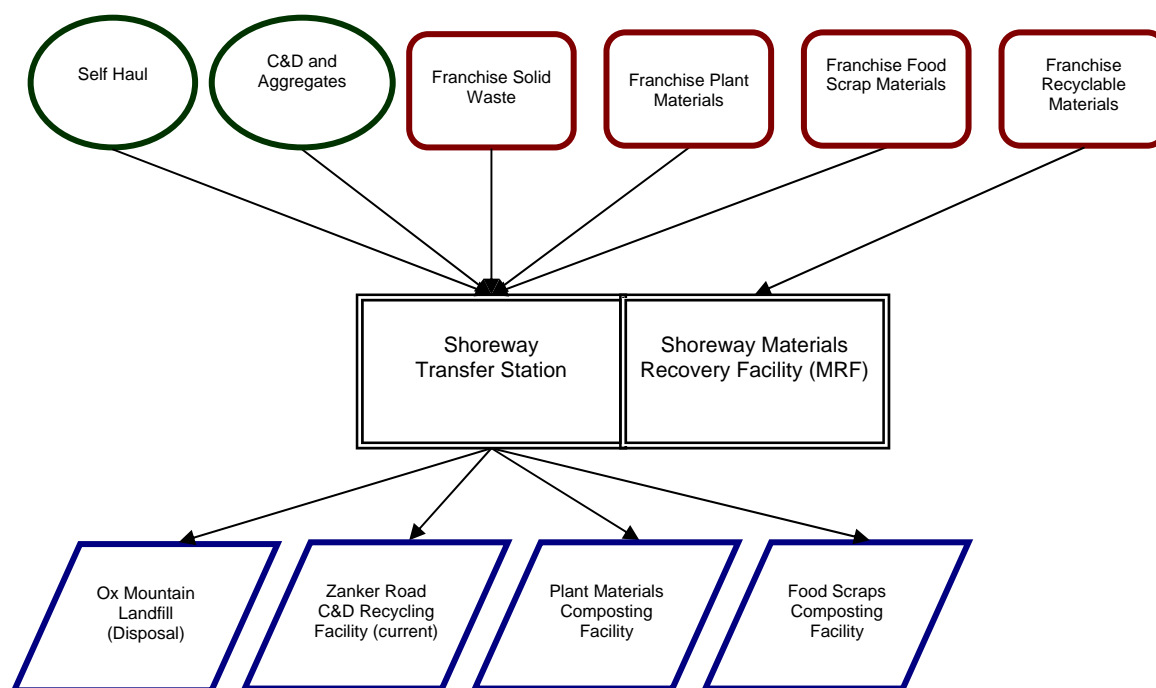 Self Haul
C&D and
Aggregates
Franchise Solid
Waste
Franchise Plant
Materials
Franchise Food
Scrap Materials
Franchise
Recyclable
Materials
Shoreway
Transfer Station
Shoreway Materials
Recovery Facility (MRF)
Ox Mountain
Landfill
(Disposal)
Zanker Road
C&D Recycling
Facility (current)
Plant Materials
Composting
Facility
Food Scraps
Composting
Facility